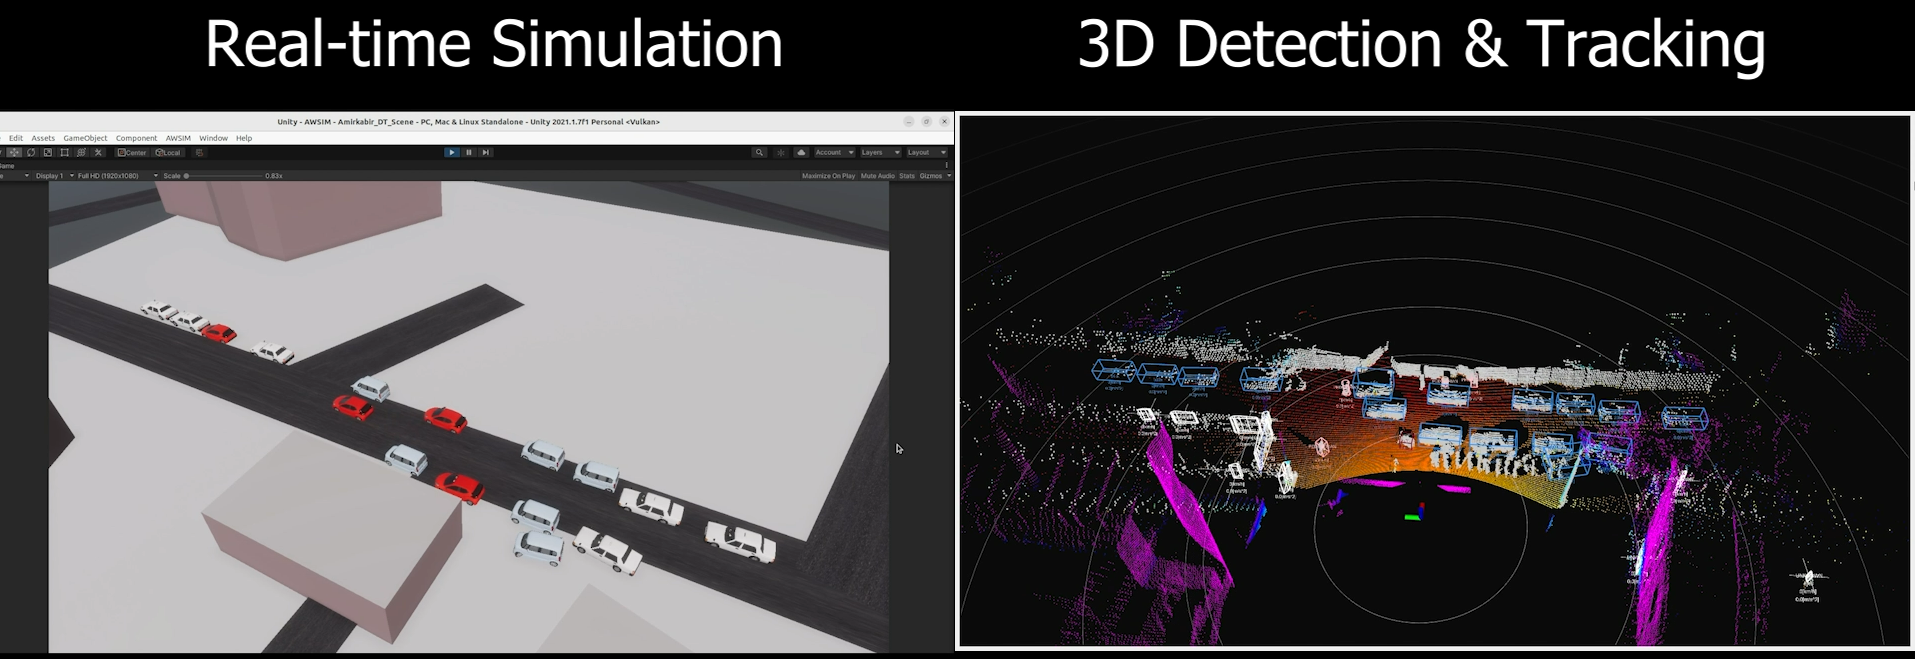 Real-time Simulation
3D Detection & Tracking
Unity - AWSIM - Amirkabir_DT_Scene - PC, Mac & Linux Standalone - Unity 2021.1.7f1 Personal <Vulkan>
Edit Assets GameObject Component AWSIM Window Help
Center Local Account Layers Layout
Display 1 Full HD (1920x1080) Scale 0.83x Maximize On Play Mute Audio Stats Gizmos